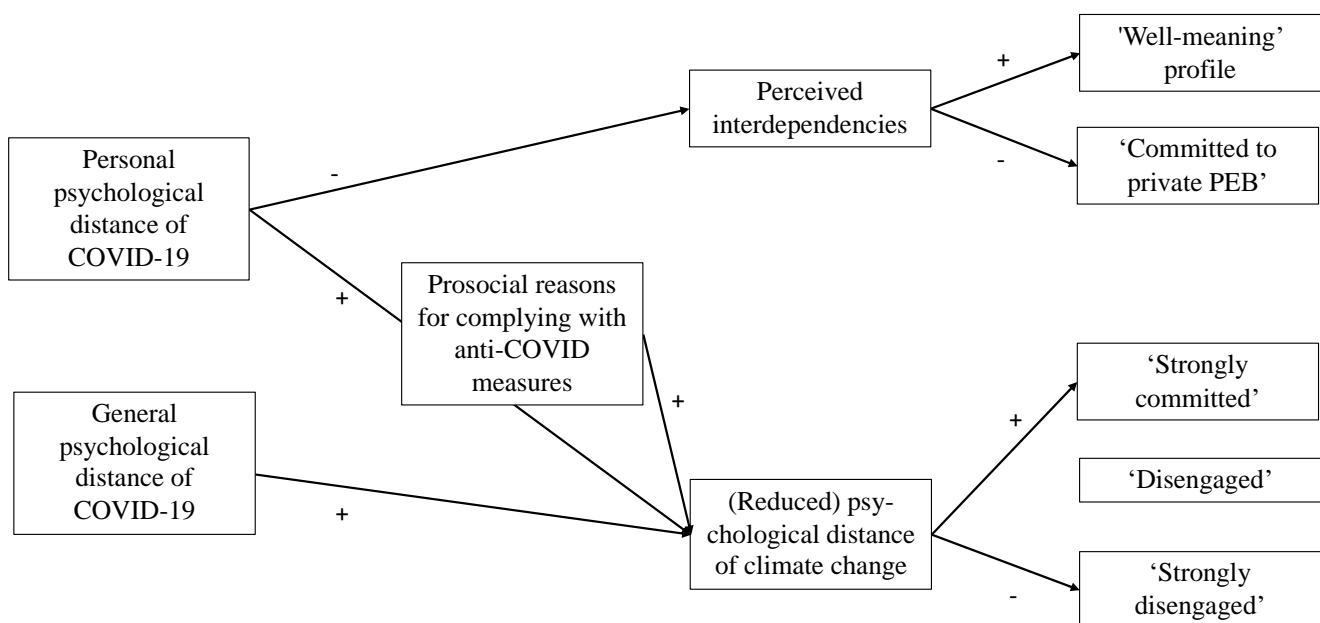 'Well-meaning’
profile
+
Perceived
interdependencies
-
‘Committed to
private PEB’
Personal
psychological
distance of
COVID-19
-
+
Prosocial reasons
for complying with
anti-COVID
measures
+
General
psychological
distance of
COVID-19
+
(Reduced) psy-
chological distance
of climate change
+
-
‘Strongly
committed’
‘Disengaged’
‘Strongly
disengaged’